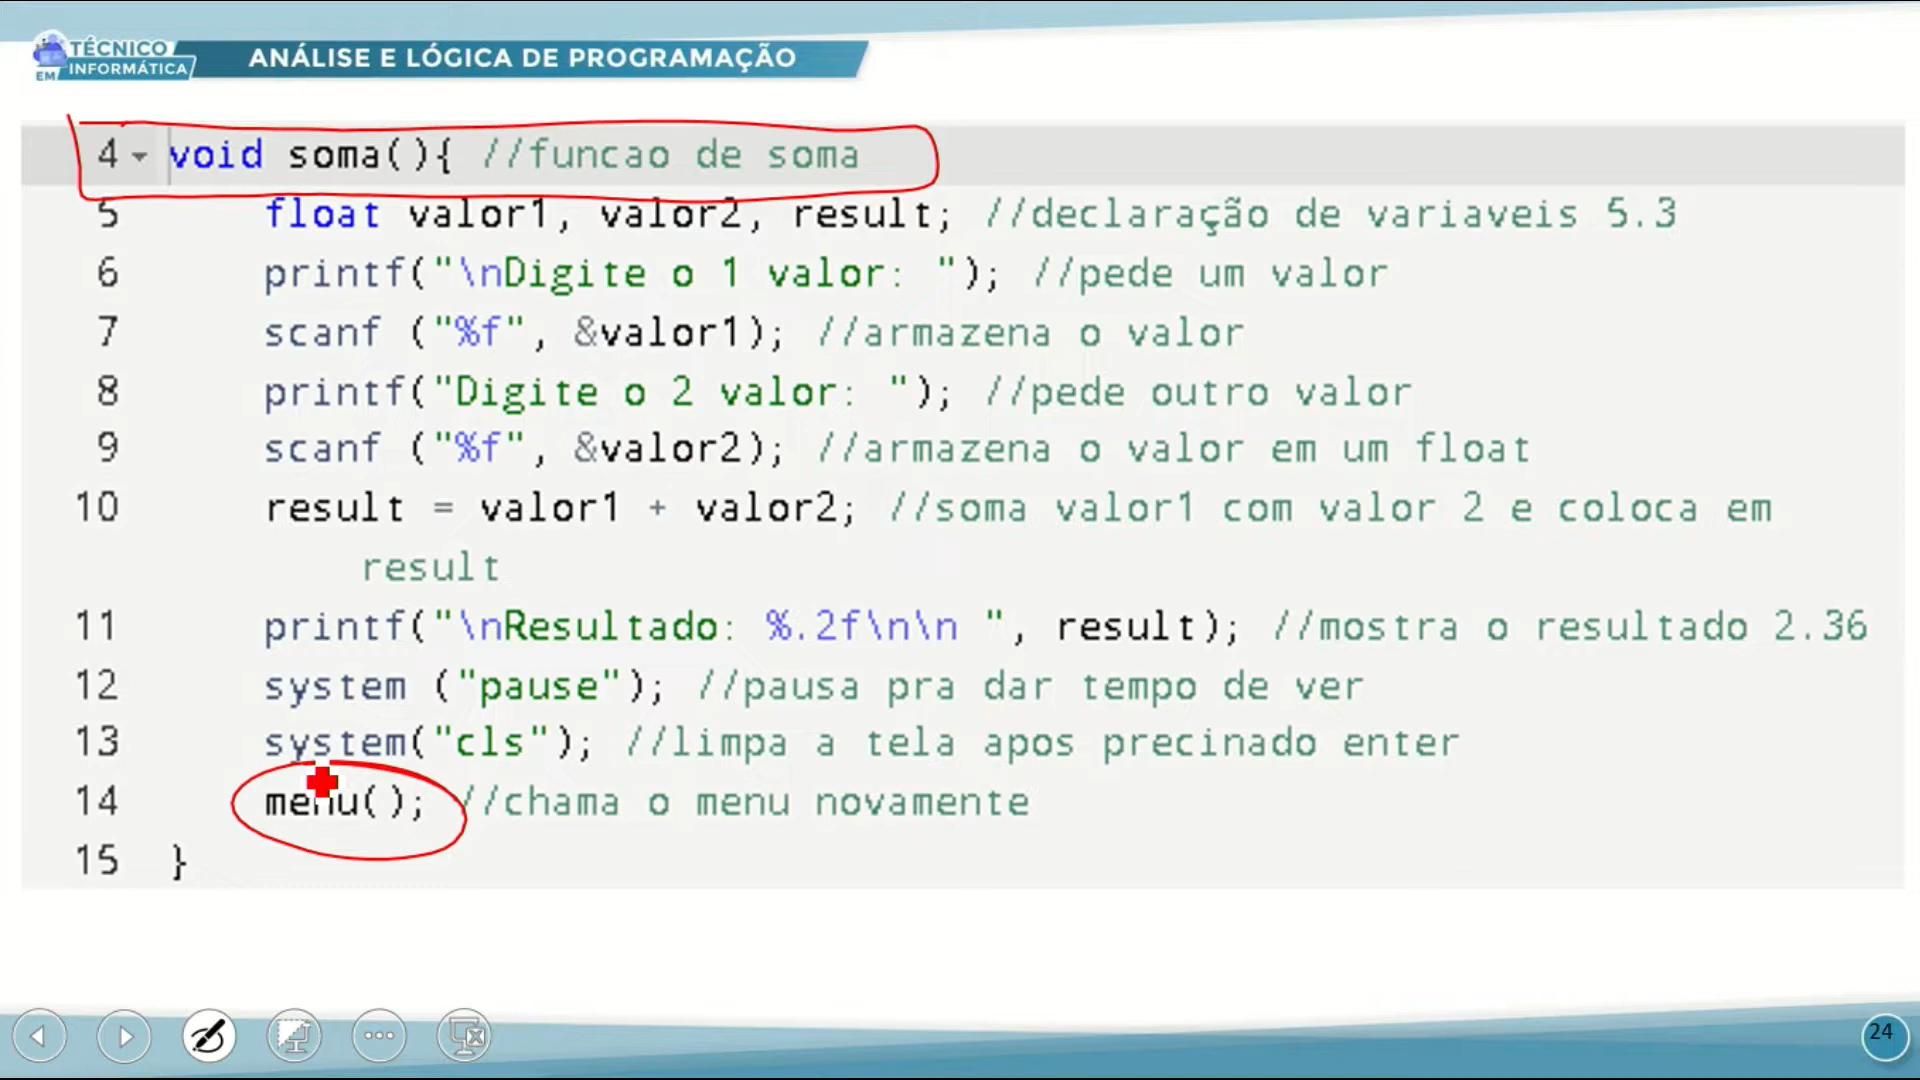 TÉCNICO
EM INFORMÁTICA
ANÁLISE E LÓGICA DE PROGRAMAÇÃO
4 void soma(){ //funcao de soma
5 float valor1, valor2, result; //declaração de variaveis 5.3
6 printf("\nDigite o 1 valor: "); //pede um valor
7 scanf ("%f", &valor1); //armazena o valor
8 printf("Digite o 2 valor: "); //pede outro valor
9 scanf ("%f", &valor2); //armazena o valor em um float
10 result = valor1 + valor2; //soma valor1 com valor 2 e coloca em
result
11 printf("\nResultado: %.2f\n\n ", result); //mostra o resultado 2.36
12 system ("pause"); //pausa pra dar tempo de ver
13 system("cls"); //limpa a tela apos precinado enter
14 menu(); //chama o menu novamente
15 }
24